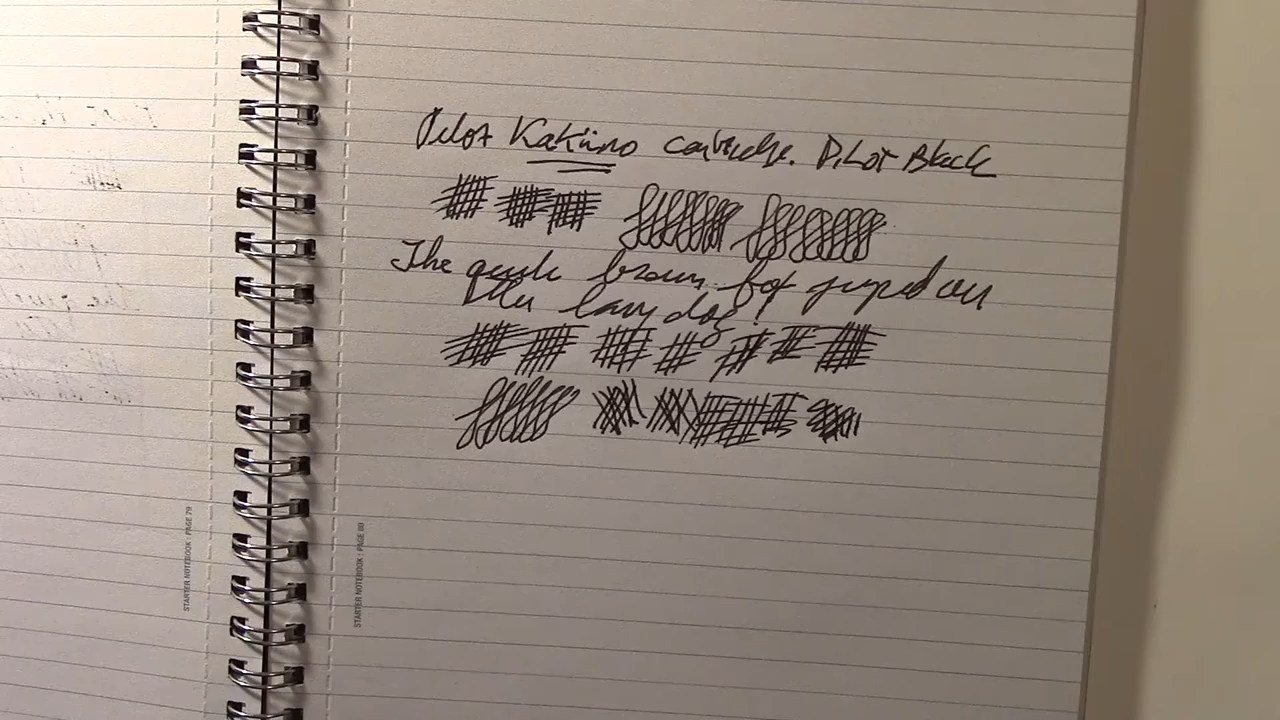 Pilot Kakuno cartridge. Pilot Black
The quick brown fox jumped over
the lazy dog!
STARTER NOTEBOOK : PAGE 79
STARTER NOTEBOOK : PAGE 80